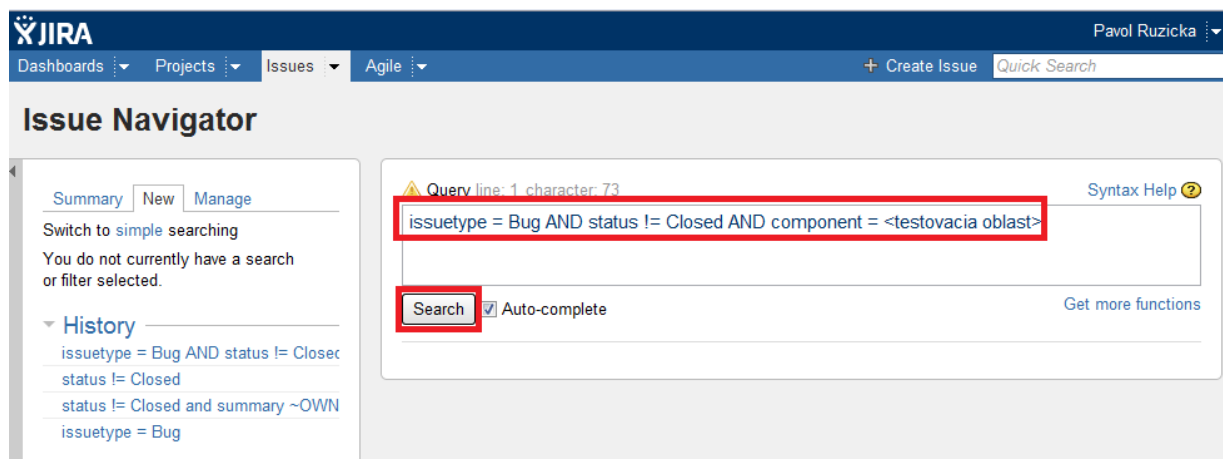 JIRA
Pavol Ruzicka
Dashboards Projects Issues Agile + Create Issue Quick Search
Issue Navigator
Summary New Manage
Switch to simple searching
You do not currently have a search
or filter selected.
History
issuetype = Bug AND status != Closed
status != Closed
status != Closed and summary ~OWN
issuetype = Bug
Query line: 1 character: 73
Syntax Help
issuetype = Bug AND status != Closed AND component = <testovacia oblast>
Search Auto-complete
Get more functions